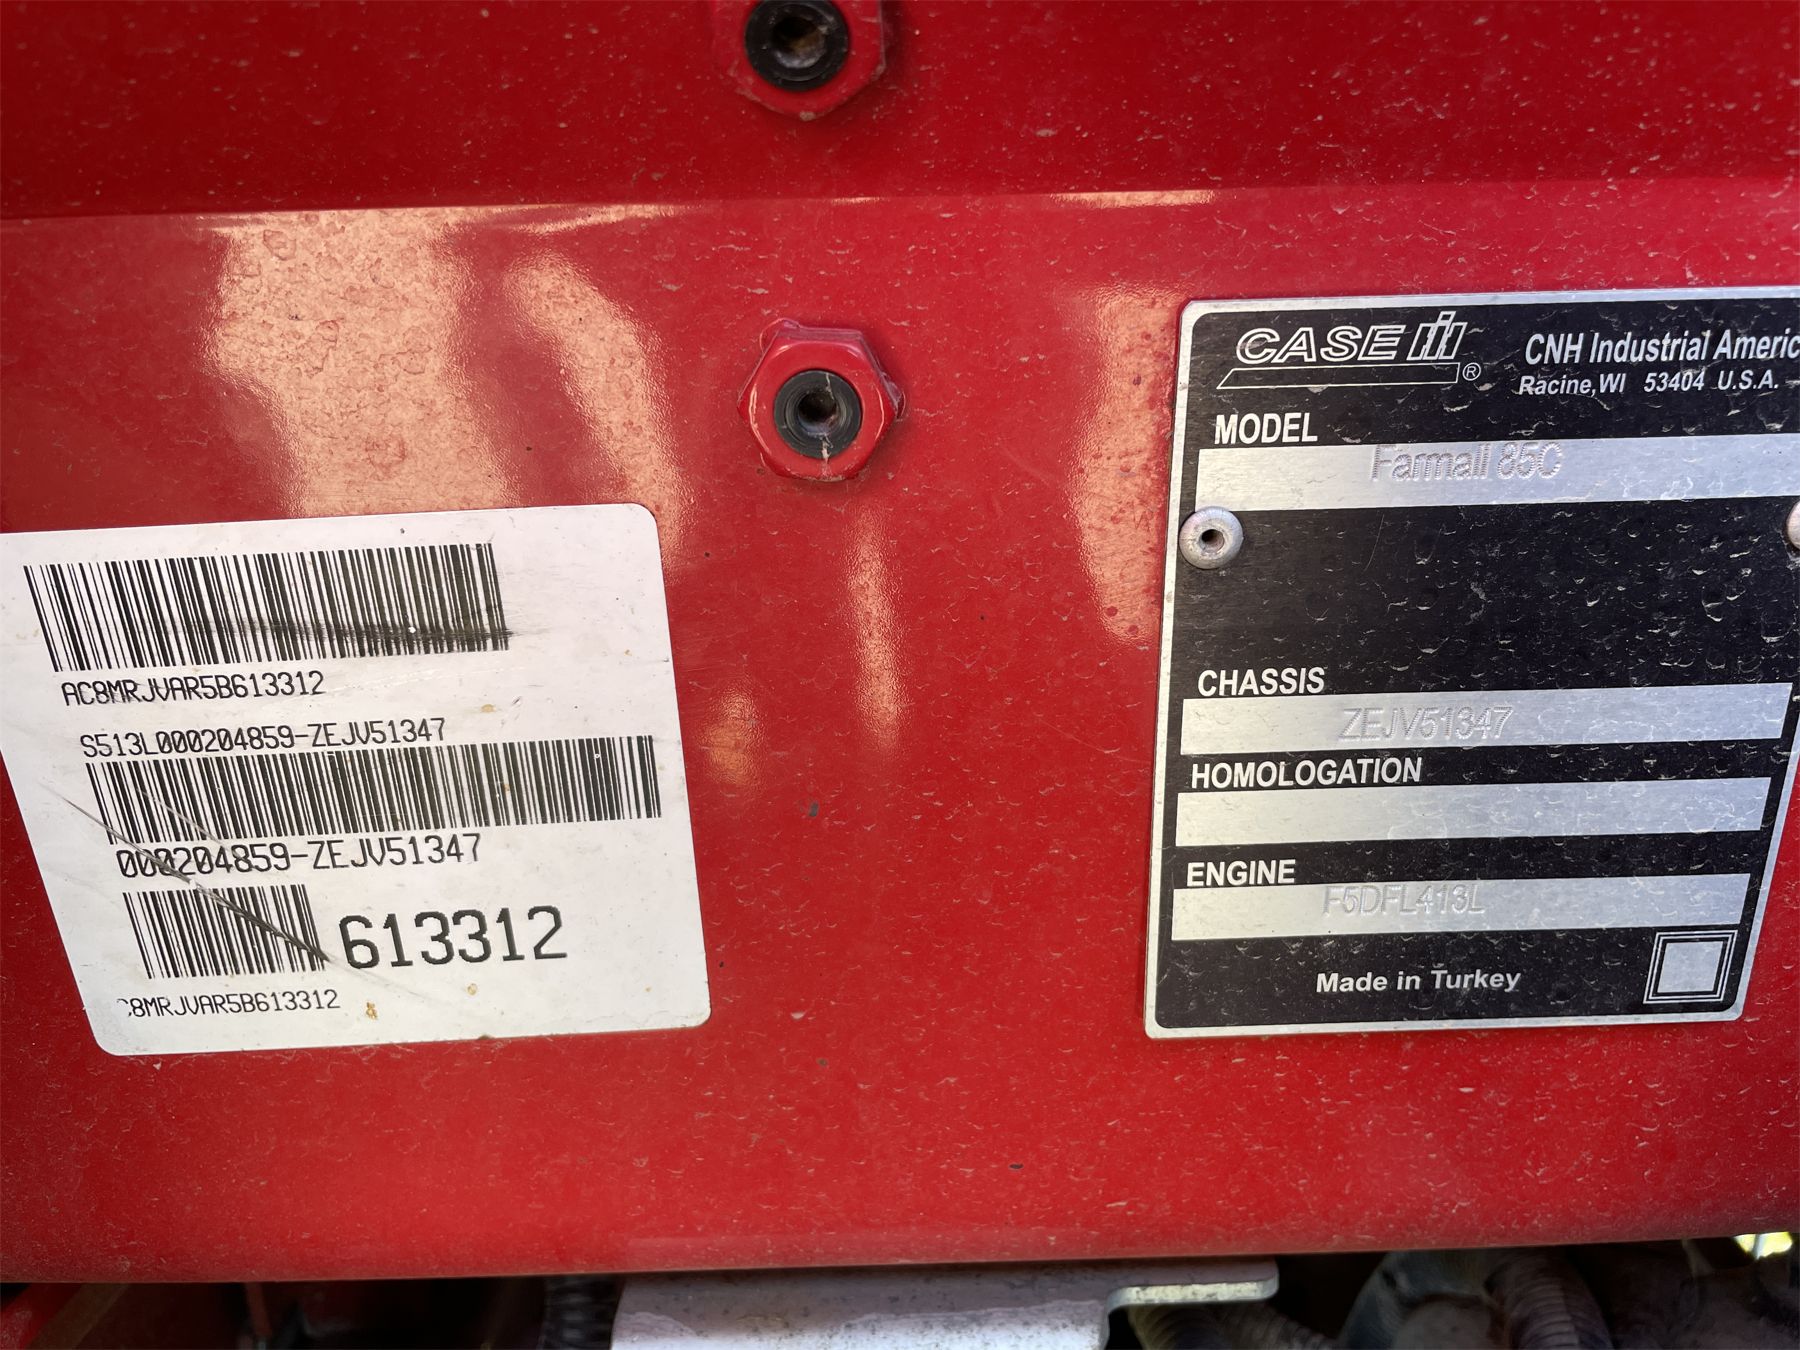 AC8MRJVAR5B613312
S513L000204859-ZEJV51347
000204859-ZEJV51347
613312
C8MRJVAR5B613312
CASE IH ®
CNH Industrial Americ
Racine, WI 53404 U.S.A.
MODEL
Farmall 85C
CHASSIS
ZEJV51347
HOMOLOGATION
ENGINE
F5DFL413L
Made in Turkey